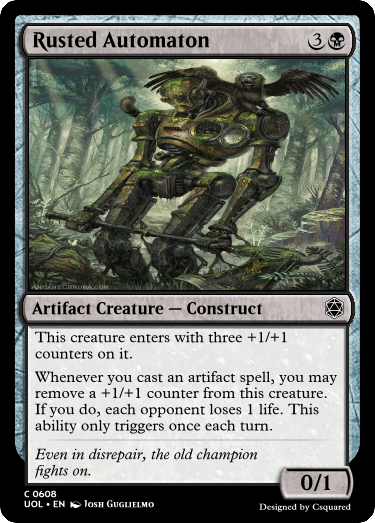 Rusted Automaton 3
ArcanaCordia.com
Artifact Creature — Construct
This creature enters with three +1/+1
counters on it.
Whenever you cast an artifact spell, you may
remove a +1/+1 counter from this creature.
If you do, each opponent loses 1 life. This
ability only triggers once each turn.
Even in disrepair, the old champion
fights on.
0/1
C 0608
UOL • EN Josh Guglielmo
Designed by Csquared